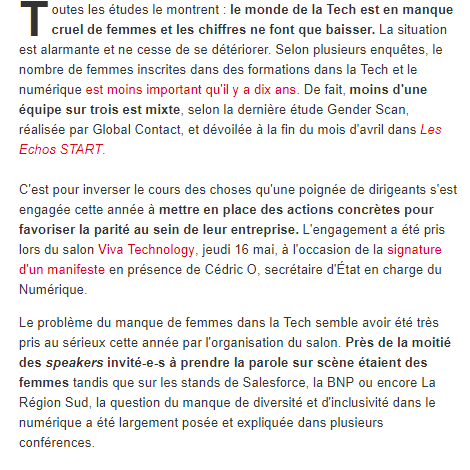 Toutes les études le montrent : le monde de la Tech est en manque
cruel de femmes et les chiffres ne font que baisser. La situation
est alarmante et ne cesse de se détériorer. Selon plusieurs enquêtes, le
nombre de femmes inscrites dans des formations dans la Tech et le
numérique est moins important qu'il y a dix ans. De fait, moins d'une
équipe sur trois est mixte, selon la dernière étude Gender Scan,
réalisée par Global Contact, et dévoilée à la fin du mois d'avril dans Les
Echos START.
C'est pour inverser le cours des choses qu'une poignée de dirigeants s'est
engagée cette année à mettre en place des actions concrètes pour
favoriser la parité au sein de leur entreprise. L'engagement a été pris
lors du salon Viva Technology, jeudi 16 mai, à l'occasion de la signature
d'un manifeste en présence de Cédric O, secrétaire d'État en charge du
Numérique.
Le problème du manque de femmes dans la Tech semble avoir été très
pris au sérieux cette année par l'organisation du salon. Près de la moitié
des speakers invité-e-s à prendre la parole sur scène étaient des
femmes tandis que sur les stands de Salesforce, la BNP ou encore La
Région Sud, la question du manque de diversité et d'inclusivité dans le
numérique a été largement posée et expliquée dans plusieurs
conférences.